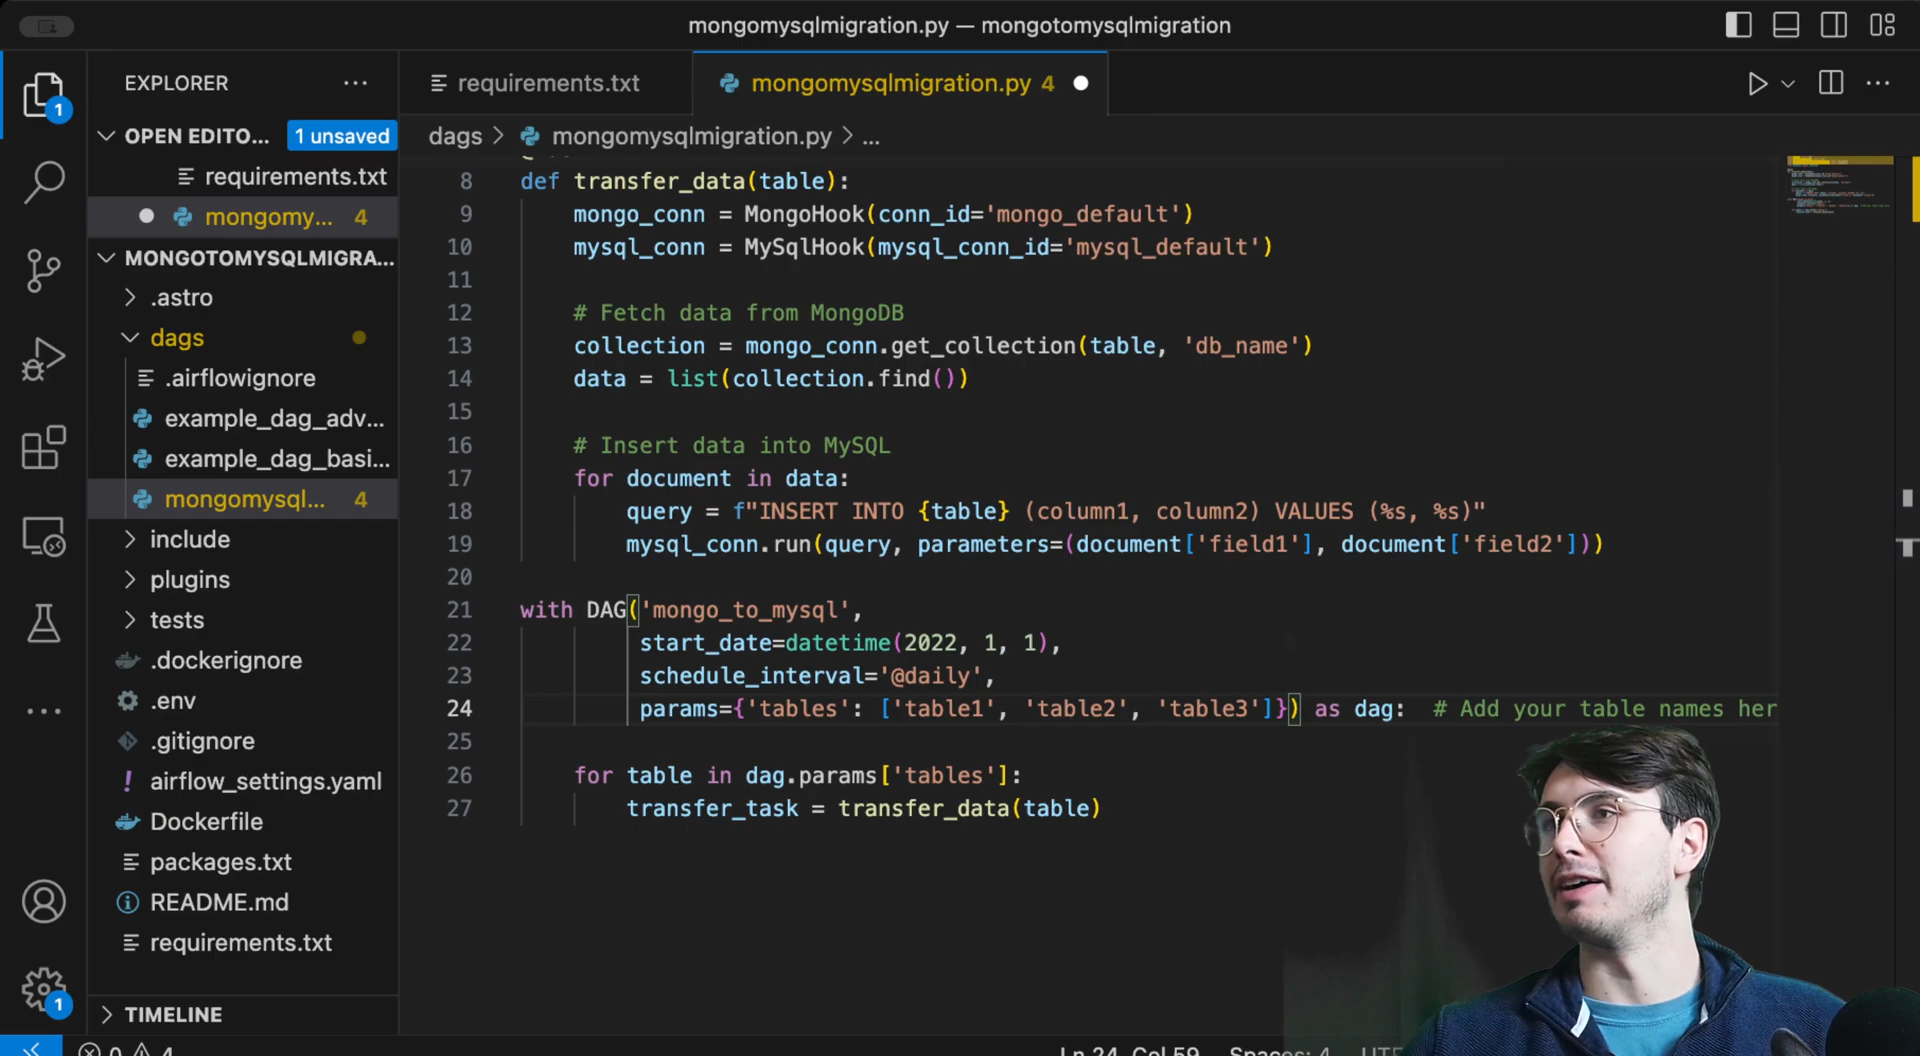 mongomysqlmigration.py — mongotomysqlmigration
EXPLORER
requirements.txt
mongomysqlmigration.py 4
1
OPEN EDITO... 1 unsaved
requirements.txt
mongomy... 4
MONGOTOMYSQLMIGRA...
.astro
dags
.airflowignore
example_dag_adv...
example_dag_basi...
mongomysql... 4
include
plugins
tests
.dockerignore
.env
.gitignore
airflow_settings.yaml
Dockerfile
packages.txt
README.md
requirements.txt
TIMELINE
1
dags > mongomysqlmigration.py > ...
8 def transfer_data(table):
9 mongo_conn = MongoHook(conn_id='mongo_default')
10 mysql_conn = MySqlHook(mysql_conn_id='mysql_default')
11
12 # Fetch data from MongoDB
13 collection = mongo_conn.get_collection(table, 'db_name')
14 data = list(collection.find())
15
16 # Insert data into MySQL
17 for document in data:
18 query = f"INSERT INTO {table} (column1, column2) VALUES (%s, %s)"
19 mysql_conn.run(query, parameters=(document['field1'], document['field2']))
20
21 with DAG('mongo_to_mysql',
22 start_date=datetime(2022, 1, 1),
23 schedule_interval='@daily',
24 params={'tables': ['table1', 'table2', 'table3']}) as dag: # Add your table names her
25
26 for table in dag.params['tables']:
27 transfer_task = transfer_data(table)
0 4
Ln 24, Col 59 Spaces: 4 UTF